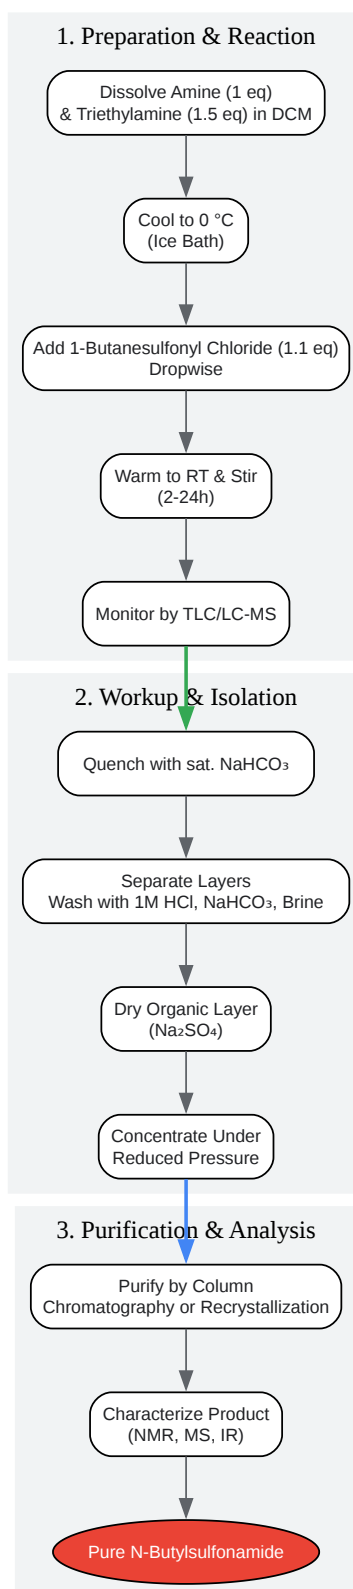 1. Preparation & Reaction
Dissolve Amine (1 eq)
& Triethylamine (1.5 eq) in DCM
Cool to 0 °C
(Ice Bath)
Add 1-Butanesulfonyl Chloride (1.1 eq)
Dropwise
Warm to RT & Stir
(2-24h)
Monitor by TLC/LC-MS
2. Workup & Isolation
Quench with sat. NaHCO₃
Separate Layers
Wash with 1M HCl, NaHCO₃, Brine
Dry Organic Layer
(Na₂SO₄)
Concentrate Under
Reduced Pressure
3. Purification & Analysis
Purify by Column
Chromatography or Recrystallization
Characterize Product
(NMR, MS, IR)
Pure N-Butylsulfonamide